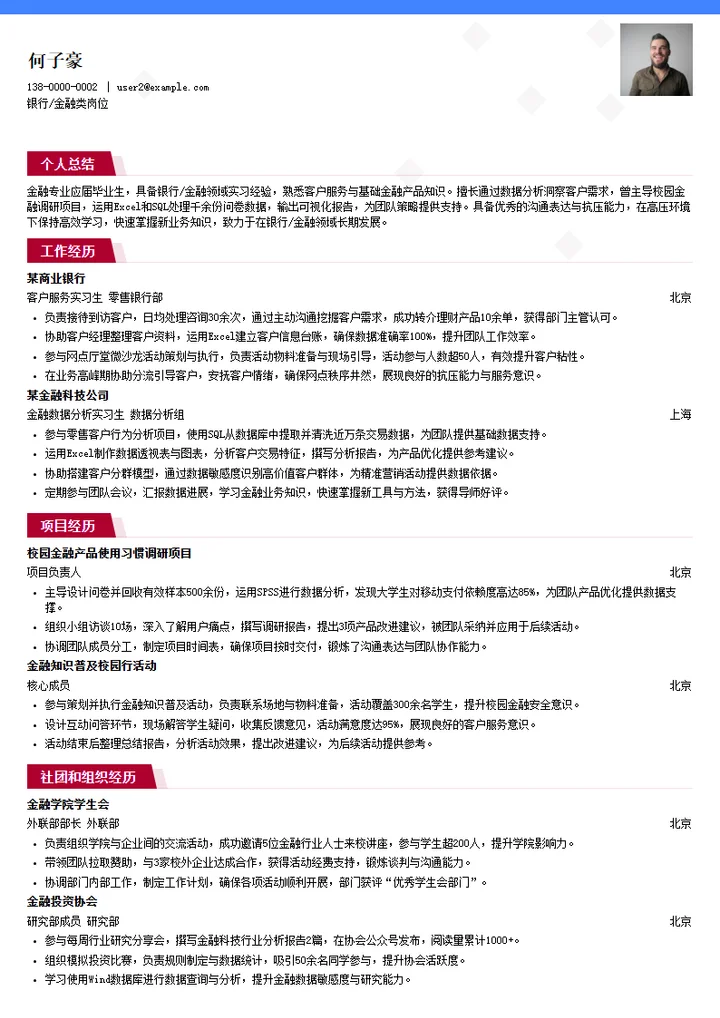 何子豪
138-0000-0002 | user2@example.com
银行/金融类岗位
个人总结
金融专业应届毕业生，具备银行/金融领域实习经验，熟悉客户服务与基础金融产品知识。擅长通过数据分析洞察客户需求，曾主导校园金
融调研项目，运用Excel和SQL处理千余份问卷数据，输出可视化报告，为团队策略提供支持。具备优秀的沟通表达与抗压能力，在高压环境
下保持高效学习，快速掌握新业务知识，致力于在银行/金融领域长期发展。
工作经历
某商业银行
客户服务实习生 零售银行部 北京
• 负责接待到访客户，日均处理咨询30余次，通过主动沟通挖掘客户需求，成功转介理财产品10余单，获得部门主管认可。
• 协助客户经理整理客户资料，运用Excel建立客户信息台账，确保数据准确率100%，提升团队工作效率。
• 参与网点厅堂微沙龙活动策划与执行，负责活动物料准备与现场引导，活动参与人数超50人，有效提升客户粘性。
• 在业务高峰期协助分流引导客户，安抚客户情绪，确保网点秩序井然，展现良好的抗压能力与服务意识。
某金融科技公司
金融数据分析实习生 数据分析组 上海
• 参与零售客户行为分析项目，使用SQL从数据库中提取并清洗近万条交易数据，为团队提供基础数据支持。
• 运用Excel制作数据透视表与图表，分析客户交易特征，撰写分析报告，为产品优化提供参考建议。
• 协助搭建客户分群模型，通过数据敏感度识别高价值客户群体，为精准营销活动提供数据依据。
• 定期参与团队会议，汇报数据进展，学习金融业务知识，快速掌握新工具与方法，获得导师好评。
项目经历
校园金融产品使用习惯调研项目
项目负责人 北京
• 主导设计问卷并回收有效样本500余份，运用SPSS进行数据分析，发现大学生对移动支付依赖度高达85%，为团队产品优化提供数据支
撑。
• 组织小组访谈10场，深入了解用户痛点，撰写调研报告，提出3项产品改进建议，被团队采纳并应用于后续活动。
• 协调团队成员分工，制定项目时间表，确保项目按时交付，锻炼了沟通表达与团队协作能力。
金融知识普及校园行活动
核心成员 北京
• 参与策划并执行金融知识普及活动，负责联系场地与物料准备，活动覆盖300余名学生，提升校园金融安全意识。
• 设计互动问答环节，现场解答学生疑问，收集反馈意见，活动满意度达95%，展现良好的客户服务意识。
• 活动结束后整理总结报告，分析活动效果，提出改进建议，为后续活动提供参考。
社团和组织经历
金融学院学生会
外联部部长 外联部 北京
• 负责组织学院与企业间的交流活动，成功邀请5位金融行业人士来校讲座，参与学生超200人，提升学院影响力。
• 带领团队拉取赞助，与3家校外企业达成合作，获得活动经费支持，锻炼谈判与沟通能力。
• 协调部门内部工作，制定工作计划，确保各项活动顺利开展，部门获评“优秀学生会部门”。
金融投资协会
研究部成员 研究部 北京
• 参与每周行业研究分享会，撰写金融科技行业分析报告2篇，在协会公众号发布，阅读量累计1000+。
• 组织模拟投资比赛，负责规则制定与数据统计，吸引50余名同学参与，提升协会活跃度。
• 学习使用Wind数据库进行数据查询与分析，提升金融数据敏感度与研究能力。